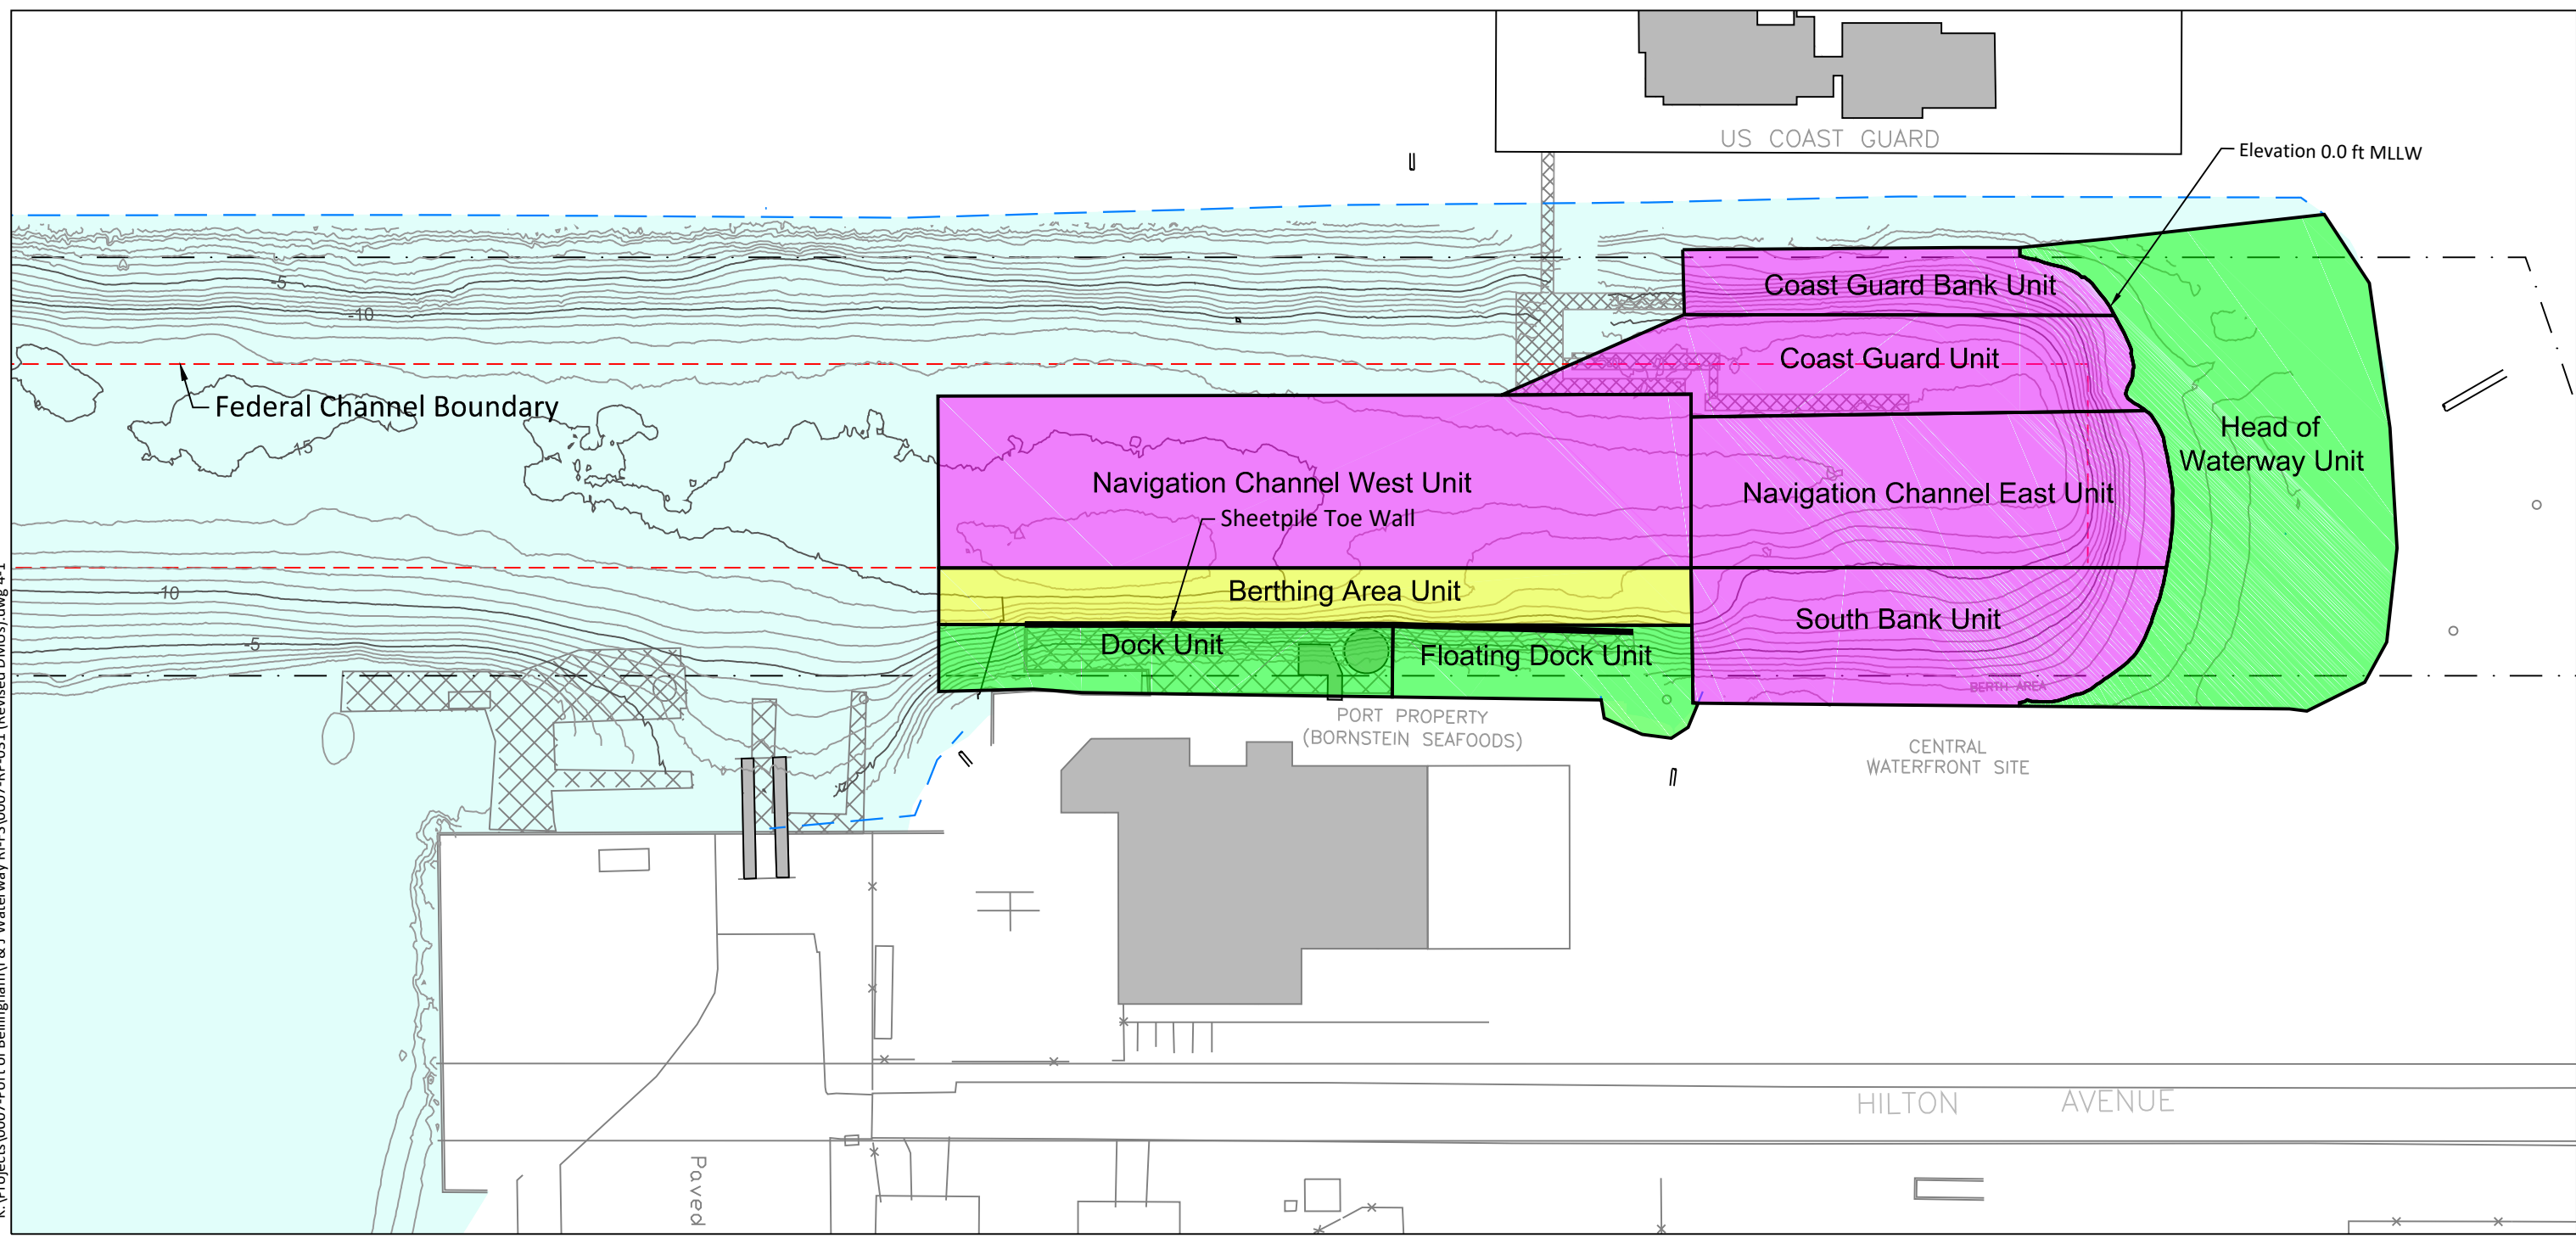 US COAST GUARD
Elevation 0.0 ft MLLW
-5
-10
Coast Guard Bank Unit
Coast Guard Unit
Federal Channel Boundary
15
Head of
Waterway Unit
Navigation Channel West Unit
Navigation Channel East Unit
Sheetpile Toe Wall
-10
Berthing Area Unit
South Bank Unit
-5
Dock Unit
Floating Dock Unit
BERTH AREA
PORT PROPERTY
(BORNSTEIN SEAFOODS)
CENTRAL
WATERFRONT SITE
HILTON AVENUE
Paved